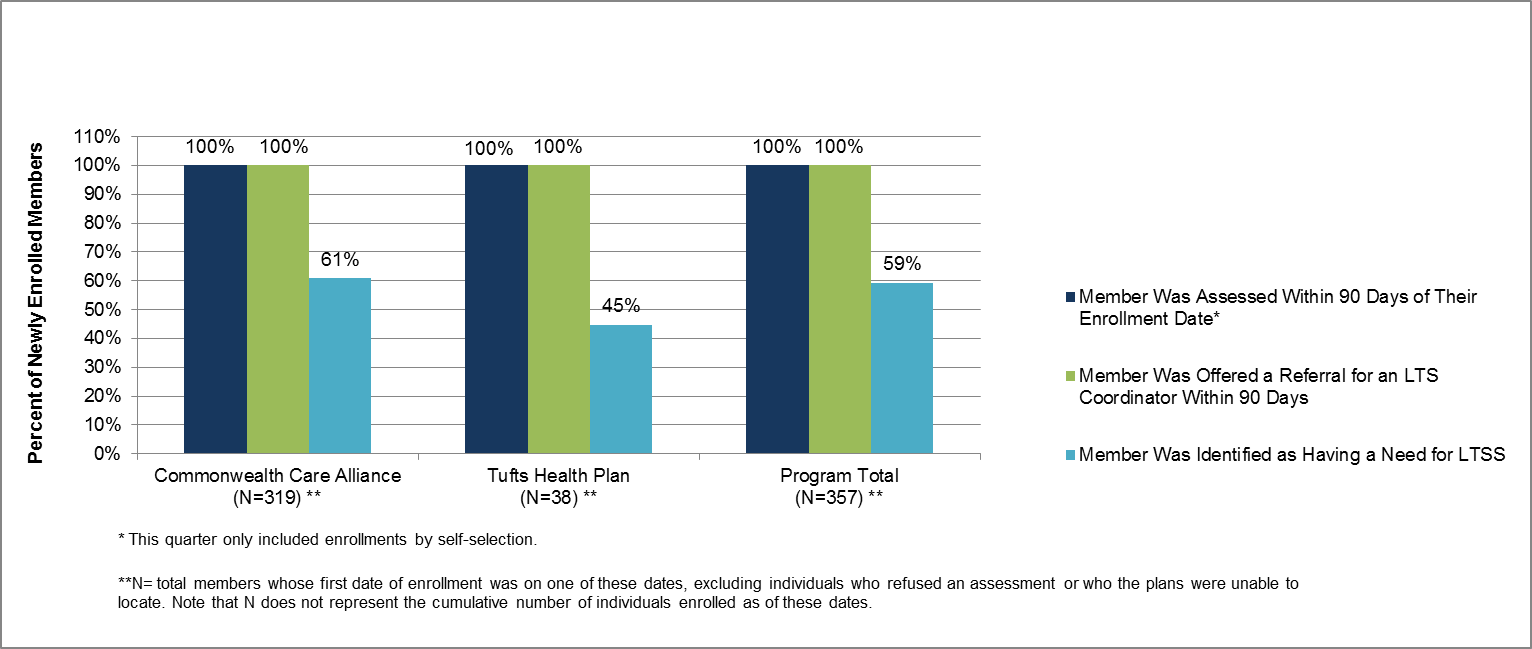 Percent of Newly Enrolled Members
110%
100%
90%
80%
70%
60%
50%
40%
30%
20%
10%
0%
100%
100%
61%
100%
100%
45%
100%
100%
59%
Commonwealth Care Alliance
(N=319) **
Tufts Health Plan
(N=38) **
Program Total
(N=357) **
Member Was Assessed Within 90 Days of Their
Enrollment Date*
Member Was Offered a Referral for an LTS
Coordinator Within 90 Days
Member Was Identified as Having a Need for LTSS
* This quarter only included enrollments by self-selection.
**N= total members whose first date of enrollment was on one of these dates, excluding individuals who refused an assessment or who the plans were unable to
locate. Note that N does not represent the cumulative number of individuals enrolled as of these dates.